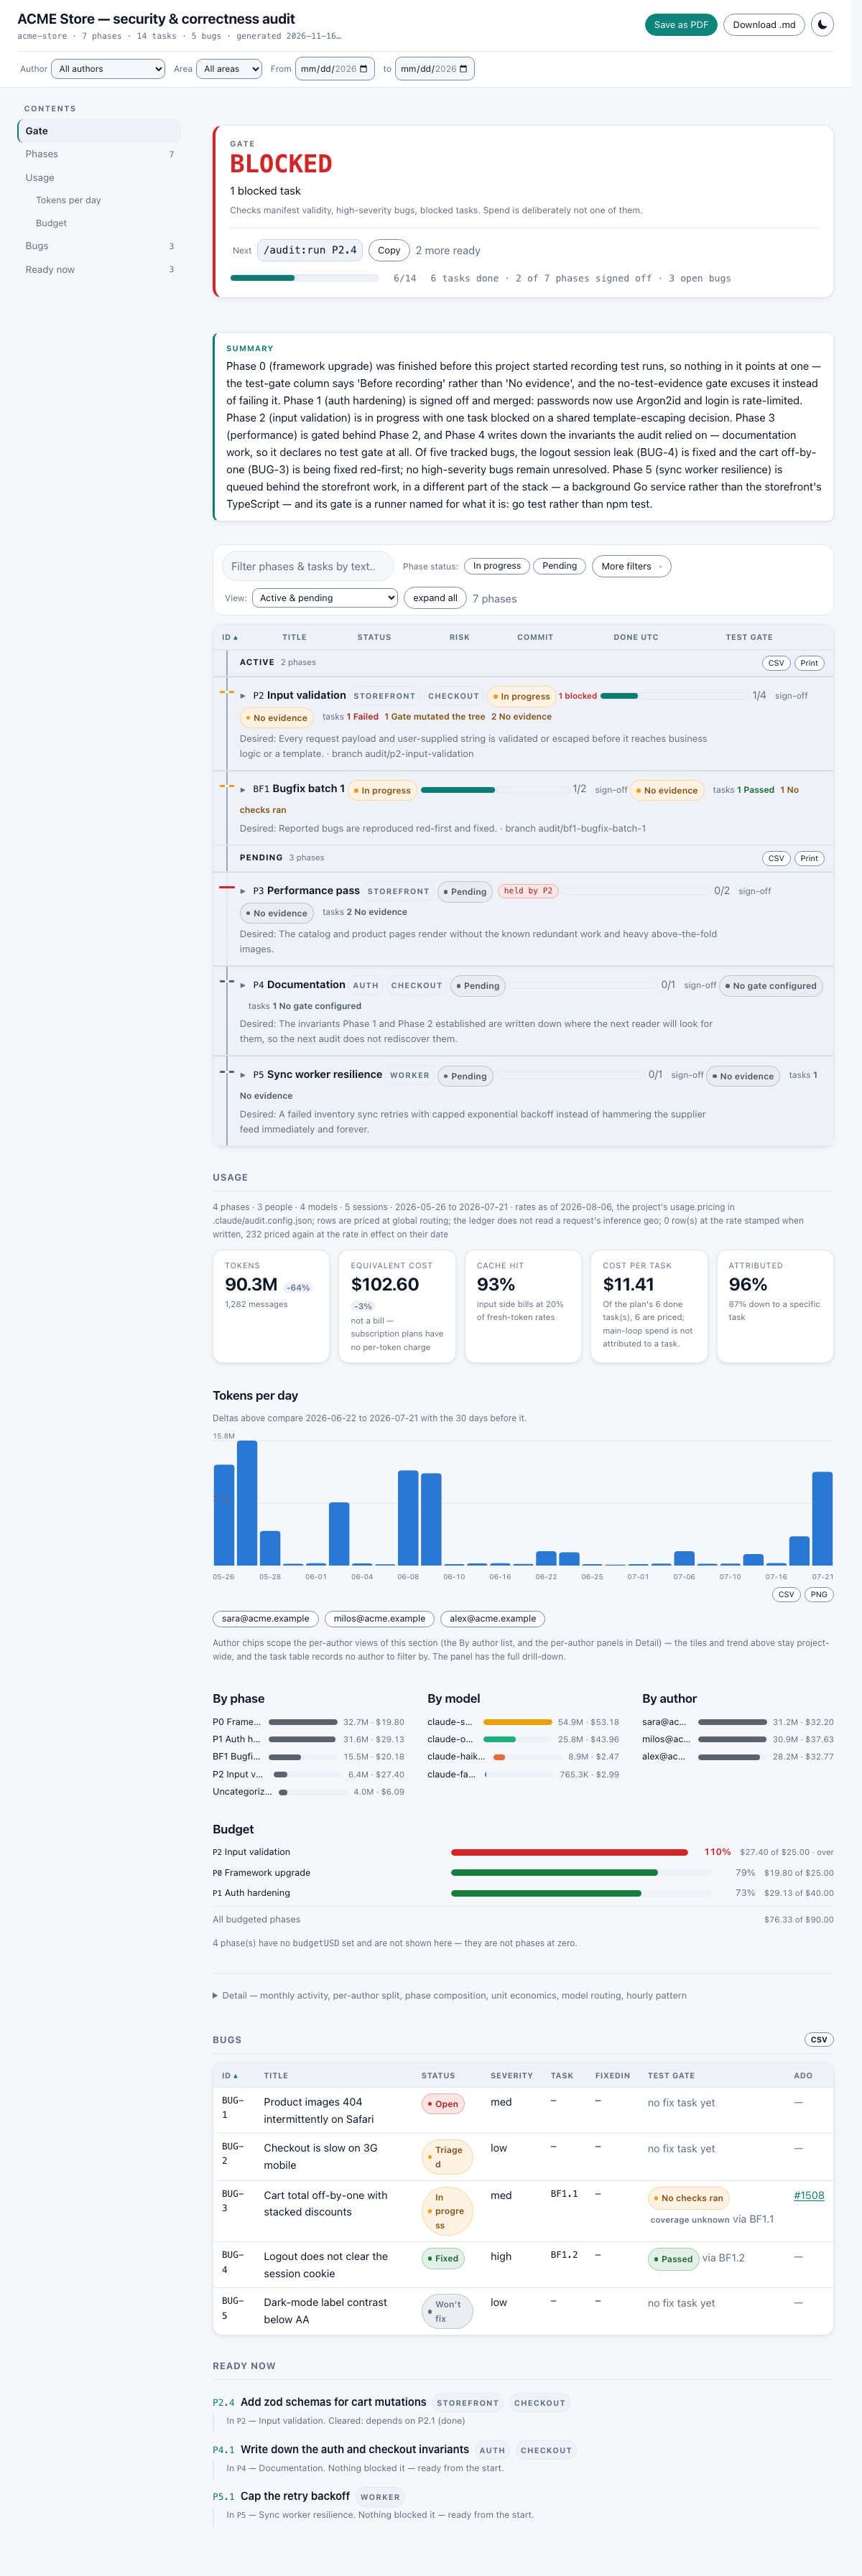 ACME Store — security & correctness audit
acme-store · 7 phases · 14 tasks · 5 bugs · generated 2026-11-16…
Save as PDF
Download .md
Author
All authors
Area
All areas
From
mm/dd/2026
to
mm/dd/2026
CONTENTS
Gate
Phases 7
Usage
Tokens per day
Budget
Bugs 3
Ready now 3
GATE
BLOCKED
1 blocked task
Checks manifest validity, high-severity bugs, blocked tasks. Spend is deliberately not one of them.
Next /audit:run P2.4 Copy 2 more ready
6/14 6 tasks done · 2 of 7 phases signed off · 3 open bugs
SUMMARY
Phase 0 (framework upgrade) was finished before this project started recording test runs, so nothing in it points at one —
the test-gate column says 'Before recording' rather than 'No evidence', and the no-test-evidence gate excuses it instead
of failing it. Phase 1 (auth hardening) is signed off and merged: passwords now use Argon2id and login is rate-limited.
Phase 2 (input validation) is in progress with one task blocked on a shared template-escaping decision. Phase 3
(performance) is gated behind Phase 2, and Phase 4 writes down the invariants the audit relied on — documentation
work, so it declares no test gate at all. Of five tracked bugs, the logout session leak (BUG-4) is fixed and the cart off-by-
one (BUG-3) is being fixed red-first; no high-severity bugs remain unresolved. Phase 5 (sync worker resilience) is
queued behind the storefront work, in a different part of the stack — a background Go service rather than the storefront's
TypeScript — and its gate is a runner named for what it is: go test rather than npm test.
Filter phases & tasks by text..
Phase status: In progress Pending More filters ·
View: Active & pending expand all 7 phases
ID ▲ TITLE STATUS RISK COMMIT DONE UTC TEST GATE
ACTIVE 2 phases CSV Print
▸ P2 Input validation STOREFRONT CHECKOUT In progress 1 blocked 1/4 sign-off
No evidence tasks 1 Failed 1 Gate mutated the tree 2 No evidence
Desired: Every request payload and user-supplied string is validated or escaped before it reaches business
logic or a template. · branch audit/p2-input-validation
▸ BF1 Bugfix batch 1 In progress 1/2 sign-off No evidence tasks 1 Passed 1 No
checks ran
Desired: Reported bugs are reproduced red-first and fixed. · branch audit/bf1-bugfix-batch-1
PENDING 3 phases CSV Print
▸ P3 Performance pass STOREFRONT Pending held by P2 0/2 sign-off
No evidence tasks 2 No evidence
Desired: The catalog and product pages render without the known redundant work and heavy above-the-fold
images.
▸ P4 Documentation AUTH CHECKOUT Pending 0/1 sign-off No gate configured
tasks 1 No gate configured
Desired: The invariants Phase 1 and Phase 2 established are written down where the next reader will look for
them, so the next audit does not rediscover them.
▸ P5 Sync worker resilience WORKER Pending 0/1 sign-off No evidence tasks 1
No evidence
Desired: A failed inventory sync retries with capped exponential backoff instead of hammering the supplier
feed immediately and forever.
USAGE
4 phases · 3 people · 4 models · 5 sessions · 2026-05-26 to 2026-07-21 · rates as of 2026-08-06, the project's usage.pricing in
.claude/audit.config.json; rows are priced at global routing; the ledger does not read a request's inference geo; 0 row(s) at the rate stamped when
written, 232 priced again at the rate in effect on their date
TOKENS
90.3M -64%
1,282 messages
EQUIVALENT COST
$102.60
-3%
not a bill —
subscription plans have
no per-token charge
CACHE HIT
93%
input side bills at 20%
of fresh-token rates
COST PER TASK
$11.41
Of the plan's 6 done
task(s), 6 are priced;
main-loop spend is not
attributed to a task.
ATTRIBUTED
96%
87% down to a specific
task
Tokens per day
Deltas above compare 2026-06-22 to 2026-07-21 with the 30 days before it.
15.8M
05-26 05-28 06-01 06-04 06-08 06-10 06-16 06-22 06-25 07-01 07-06 07-10 07-16 07-21
CSV PNG
sara@acme.example milos@acme.example alex@acme.example
Author chips scope the per-author views of this section (the By author list, and the per-author panels in Detail) — the tiles and trend above stay project-
wide, and the task table records no author to filter by. The panel has the full drill-down.
By phase
P0 Frame... 32.7M · $19.80
P1 Auth h... 31.6M · $29.13
BF1 Bugfi... 15.5M · $20.18
P2 Input v... 6.4M · $27.40
Uncategoriz... 4.0M · $6.09
By model
claude-s... 54.9M · $53.18
claude-o... 25.8M · $43.96
claude-haik... 8.9M · $2.47
claude-fa... 765.3K · $2.99
By author
sara@ac... 31.2M · $32.20
milos@ac... 30.9M · $37.63
alex@ac... 28.2M · $32.77
Budget
P2 Input validation 110% $27.40 of $25.00 · over
P0 Framework upgrade 79% $19.80 of $25.00
P1 Auth hardening 73% $29.13 of $40.00
All budgeted phases $76.33 of $90.00
4 phase(s) have no budgetUSD set and are not shown here — they are not phases at zero.
▸ Detail — monthly activity, per-author split, phase composition, unit economics, model routing, hourly pattern
BUGS CSV
ID ▲ TITLE STATUS SEVERITY TASK FIXEDIN TEST GATE ADO
BUG-1 Product images 404 intermittently on Safari Open med — — no fix task yet —
BUG-2 Checkout is slow on 3G mobile Triaged low — — no fix task yet —
BUG-3 Cart total off-by-one with stacked discounts In progress med BF1.1 — No checks ran coverage unknown via BF1.1 #1508
BUG-4 Logout does not clear the session cookie Fixed high BF1.2 — Passed via BF1.2 —
BUG-5 Dark-mode label contrast below AA Won't fix low — — no fix task yet —
READY NOW
P2.4 Add zod schemas for cart mutations STOREFRONT CHECKOUT
In P2 — Input validation. Cleared: depends on P2.1 (done)
P4.1 Write down the auth and checkout invariants AUTH CHECKOUT
In P4 — Documentation. Nothing blocked it — ready from the start.
P5.1 Cap the retry backoff WORKER
In P5 — Sync worker resilience. Nothing blocked it — ready from the start.